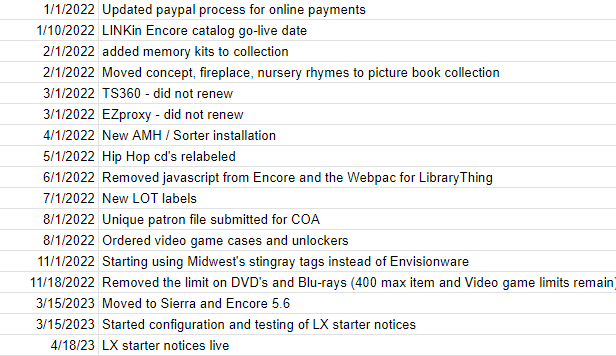 1/1/2022 Updated paypal process for online payments
1/10/2022 LINKin Encore catalog go-live date
2/1/2022 added memory kits to collection
2/1/2022 Moved concept, fireplace, nursery rhymes to picture book collection
3/1/2022 TS360 - did not renew
3/1/2022 EZproxy - did not renew
4/1/2022 New AMH / Sorter installation
5/1/2022 Hip Hop cd's relabeled
6/1/2022 Removed javascript from Encore and the Webpac for LibraryThing
7/1/2022 New LOT labels
8/1/2022 Unique patron file submitted for COA
8/1/2022 Ordered video game cases and unlockers
11/1/2022 Starting using Midwest's stingray tags instead of Envisionware
11/18/2022 Removed the limit on DVD's and Blu-rays (400 max item and Video game limits remain)
3/15/2023 Moved to Sierra and Encore 5.6
3/15/2023 Started configuration and testing of LX starter notices
4/18/23 LX starter notices live